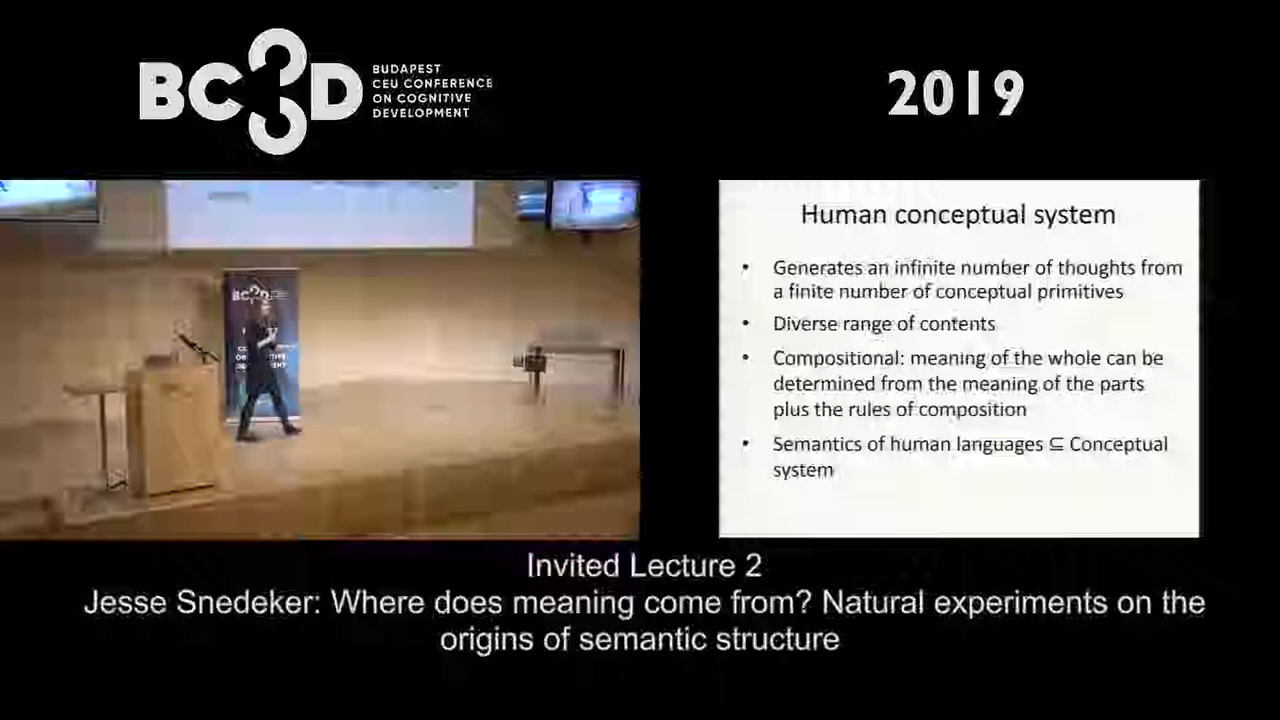 BC3D
BUDAPEST
CEU CONFERENCE
ON COGNITIVE
DEVELOPMENT
2019
BC3D
Human conceptual system
• Generates an infinite number of thoughts from
a finite number of conceptual primitives
• Diverse range of contents
• Compositional: meaning of the whole can be
determined from the meaning of the parts
plus the rules of composition
• Semantics of human languages ⊆ Conceptual
system
Invited Lecture 2
Jesse Snedeker: Where does meaning come from? Natural experiments on the
origins of semantic structure